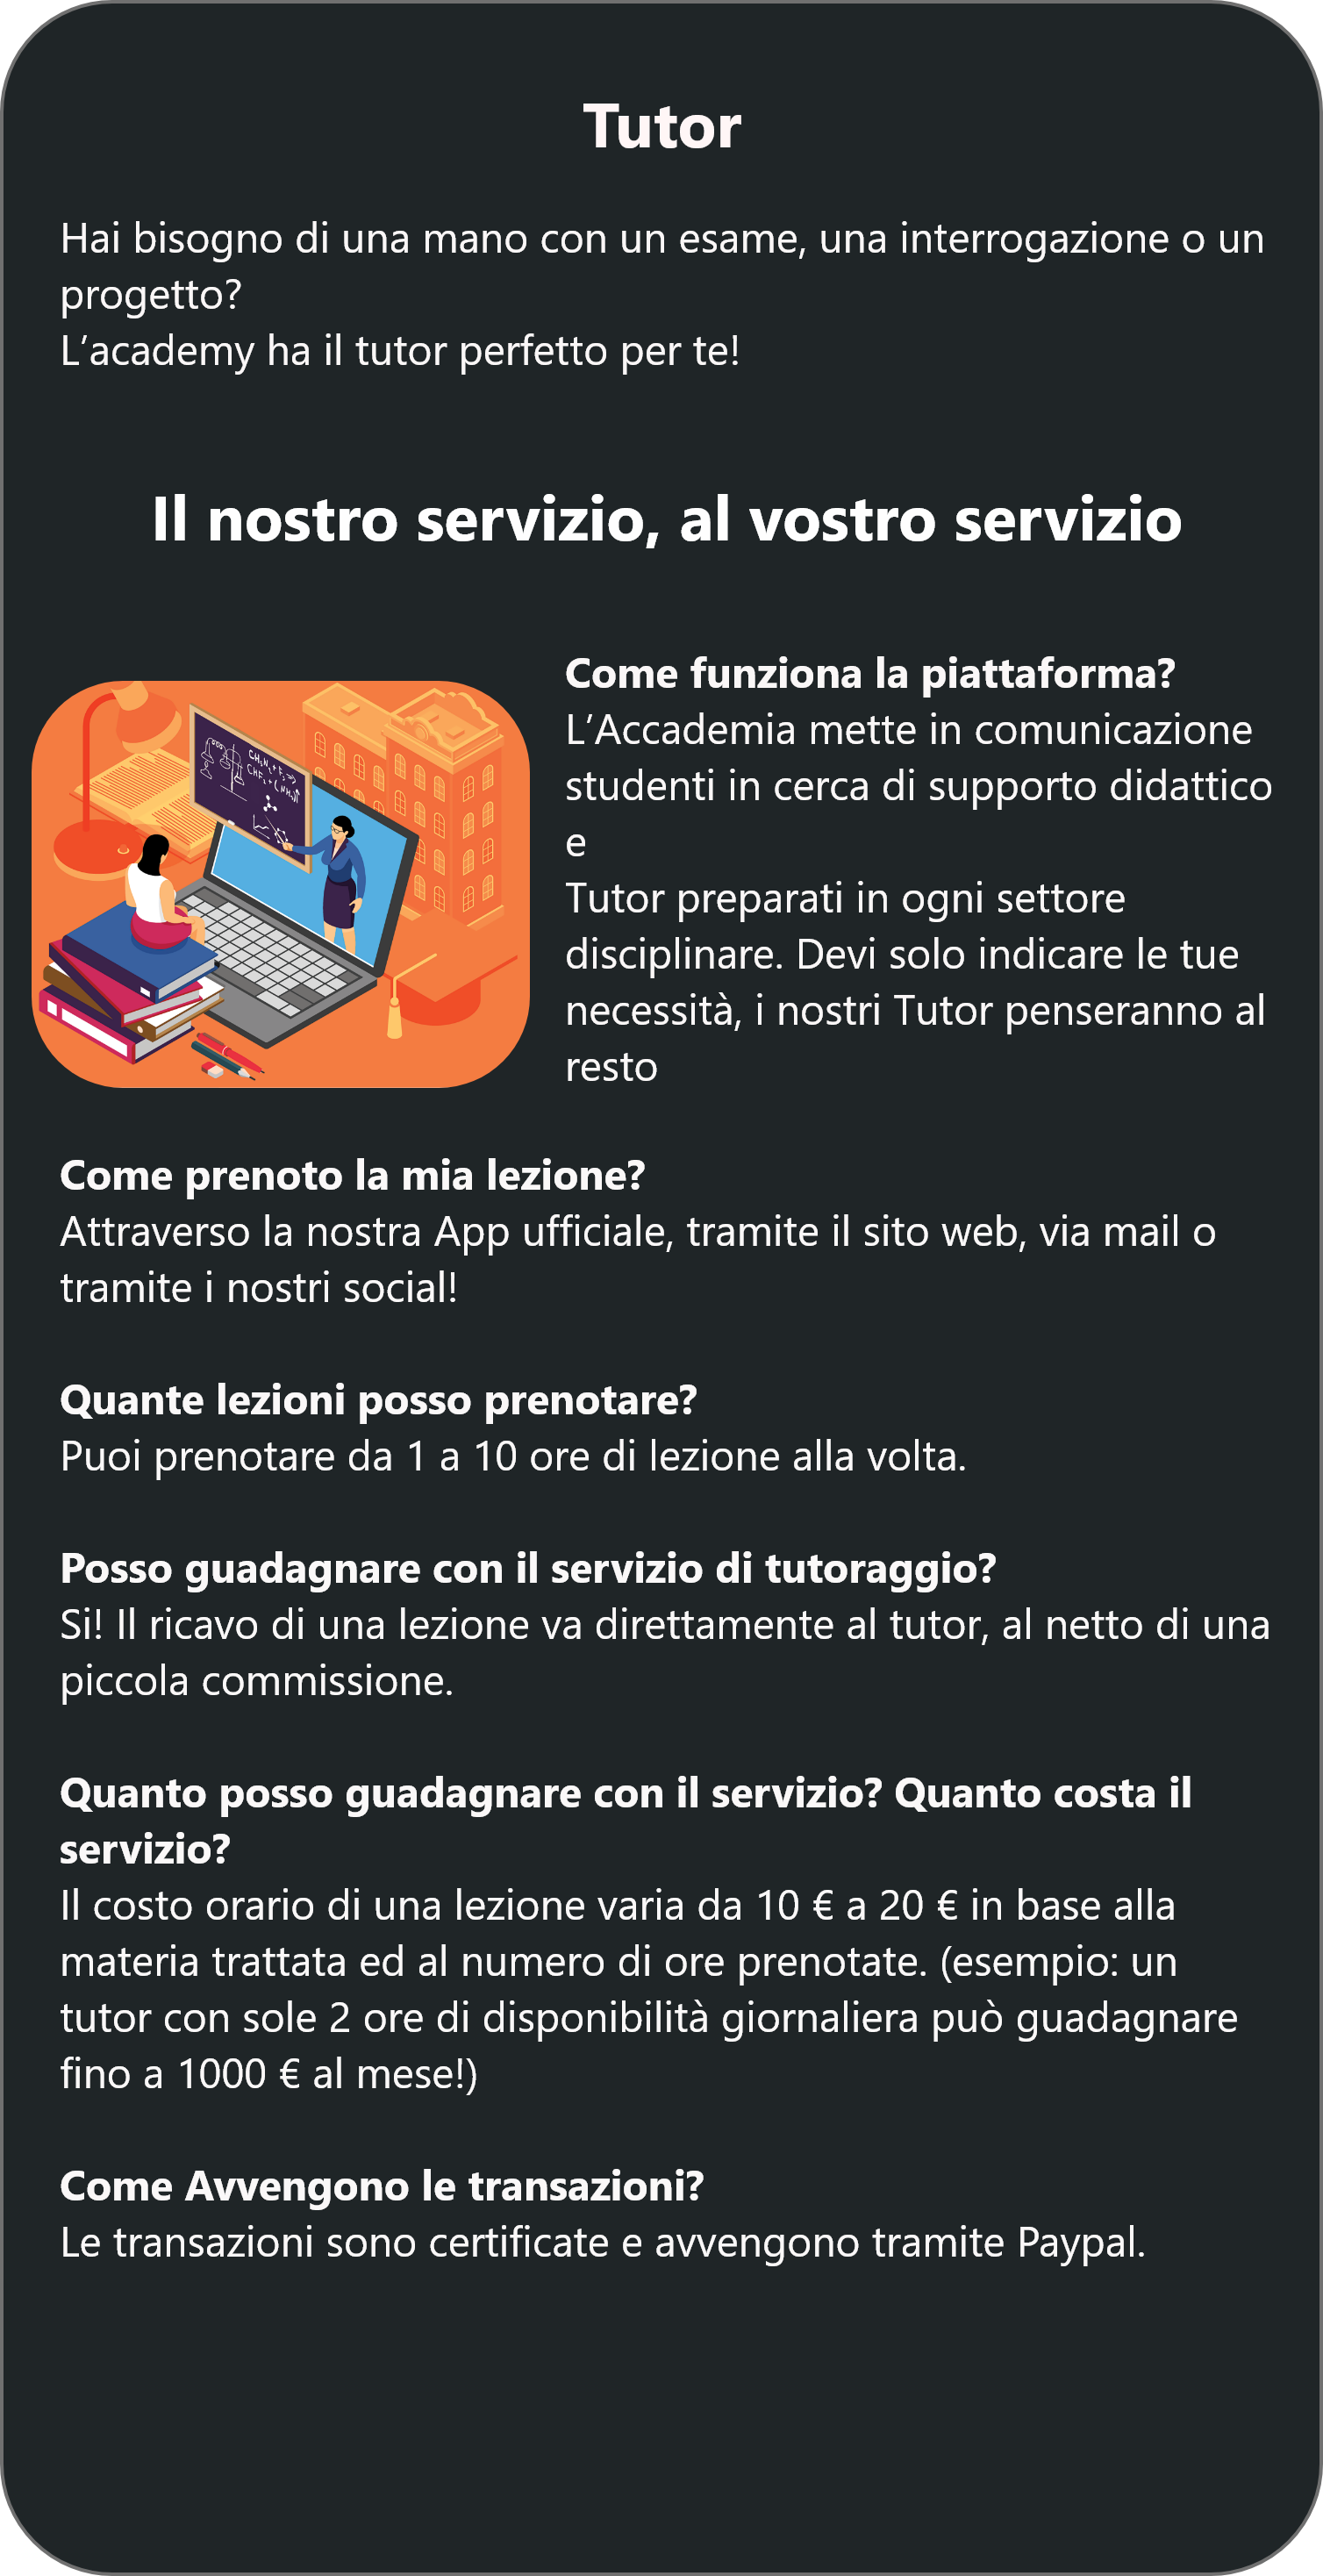 Tutor
Hai bisogno di una mano con un esame, una interrogazione o un
progetto?
L’academy ha il tutor perfetto per te!
Il nostro servizio, al vostro servizio
Come funziona la piattaforma?
L’Accademia mette in comunicazione
studenti in cerca di supporto didattico
e
Tutor preparati in ogni settore
disciplinare. Devi solo indicare le tue
necessità, i nostri Tutor penseranno al
resto
Come prenoto la mia lezione?
Attraverso la nostra App ufficiale, tramite il sito web, via mail o
tramite i nostri social!
Quante lezioni posso prenotare?
Puoi prenotare da 1 a 10 ore di lezione alla volta.
Posso guadagnare con il servizio di tutoraggio?
Si! Il ricavo di una lezione va direttamente al tutor, al netto di una
piccola commissione.
Quanto posso guadagnare con il servizio? Quanto costa il
servizio?
Il costo orario di una lezione varia da 10 € a 20 € in base alla
materia trattata ed al numero di ore prenotate. (esempio: un
tutor con sole 2 ore di disponibilità giornaliera può guadagnare
fino a 1000 € al mese!)
Come Avvengono le transazioni?
Le transazioni sono certificate e avvengono tramite Paypal.